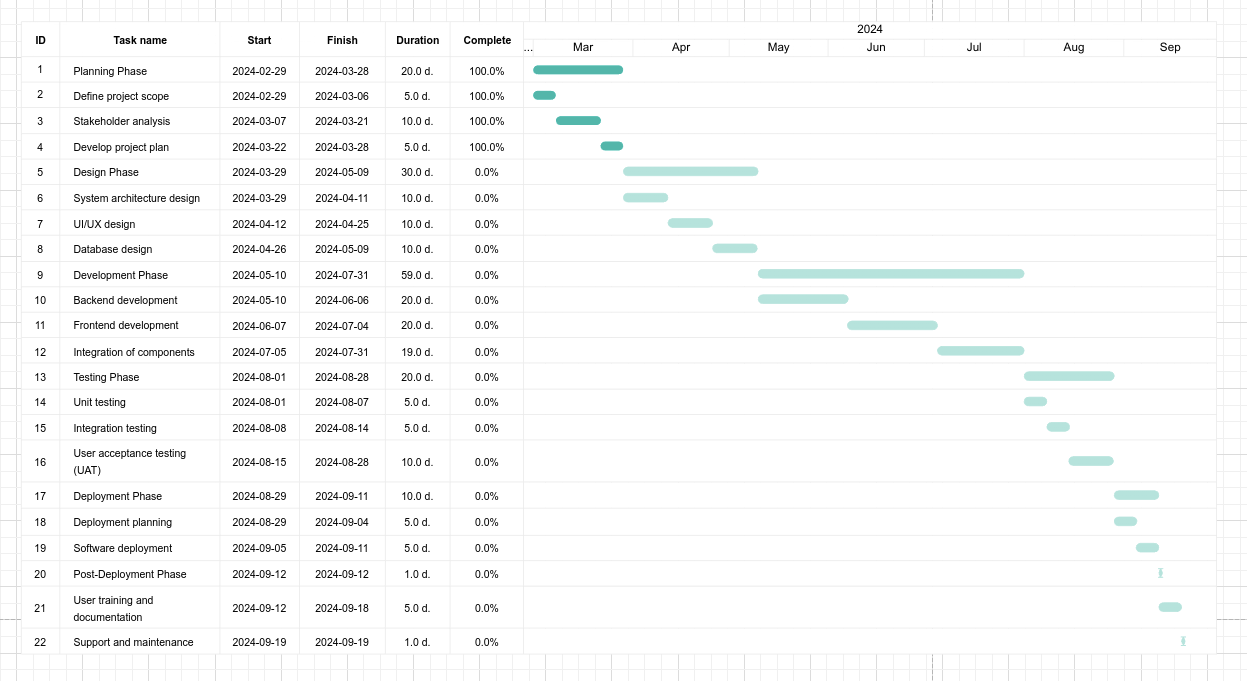 ID Task name Start Finish Duration Complete 2024
... Mar Apr May Jun Jul Aug Sep
1 Planning Phase 2024-02-29 2024-03-28 20.0 d. 100.0%
2 Define project scope 2024-02-29 2024-03-06 5.0 d. 100.0%
3 Stakeholder analysis 2024-03-07 2024-03-21 10.0 d. 100.0%
4 Develop project plan 2024-03-22 2024-03-28 5.0 d. 100.0%
5 Design Phase 2024-03-29 2024-05-09 30.0 d. 0.0%
6 System architecture design 2024-03-29 2024-04-11 10.0 d. 0.0%
7 UI/UX design 2024-04-12 2024-04-25 10.0 d. 0.0%
8 Database design 2024-04-26 2024-05-09 10.0 d. 0.0%
9 Development Phase 2024-05-10 2024-07-31 59.0 d. 0.0%
10 Backend development 2024-05-10 2024-06-06 20.0 d. 0.0%
11 Frontend development 2024-06-07 2024-07-04 20.0 d. 0.0%
12 Integration of components 2024-07-05 2024-07-31 19.0 d. 0.0%
13 Testing Phase 2024-08-01 2024-08-28 20.0 d. 0.0%
14 Unit testing 2024-08-01 2024-08-07 5.0 d. 0.0%
15 Integration testing 2024-08-08 2024-08-14 5.0 d. 0.0%
16 User acceptance testing
(UAT) 2024-08-15 2024-08-28 10.0 d. 0.0%
17 Deployment Phase 2024-08-29 2024-09-11 10.0 d. 0.0%
18 Deployment planning 2024-08-29 2024-09-04 5.0 d. 0.0%
19 Software deployment 2024-09-05 2024-09-11 5.0 d. 0.0%
20 Post-Deployment Phase 2024-09-12 2024-09-12 1.0 d. 0.0%
21 User training and
documentation 2024-09-12 2024-09-18 5.0 d. 0.0%
22 Support and maintenance 2024-09-19 2024-09-19 1.0 d. 0.0%